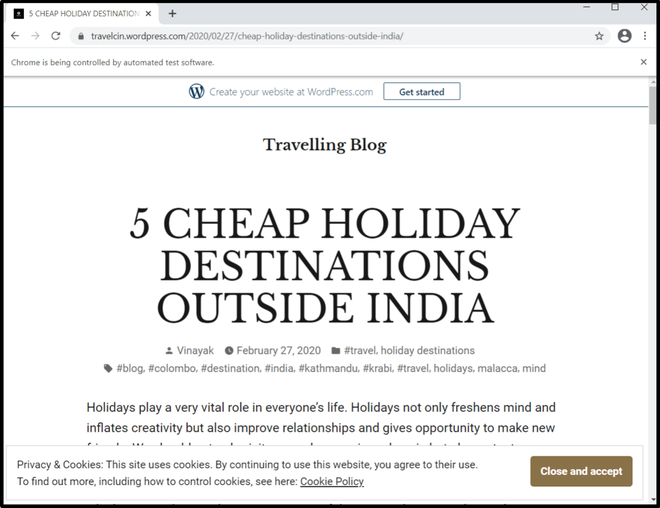 5 CHEAP HOLIDAY DESTINATION
travelcin.wordpress.com/2020/02/27/cheap-holiday-destinations-outside-india/
Chrome is being controlled by automated test software.
Create your website at WordPress.com
Get started
Travelling Blog
5 CHEAP HOLIDAY
DESTINATIONS
OUTSIDE INDIA
Vinayak February 27, 2020 #travel, holiday destinations
#blog, #colombo, #destination, #india, #kathmandu, #krabi, #travel, holidays, malacca, mind
Holidays play a very vital role in everyone's life. Holidays not only freshens mind and
inflates creativity but also improve relationships and gives opportunity to make new
Privacy & Cookies: This site uses cookies. By continuing to use this website, you agree to their use.
To find out more, including how to control cookies, see here: Cookie Policy
Close and accept